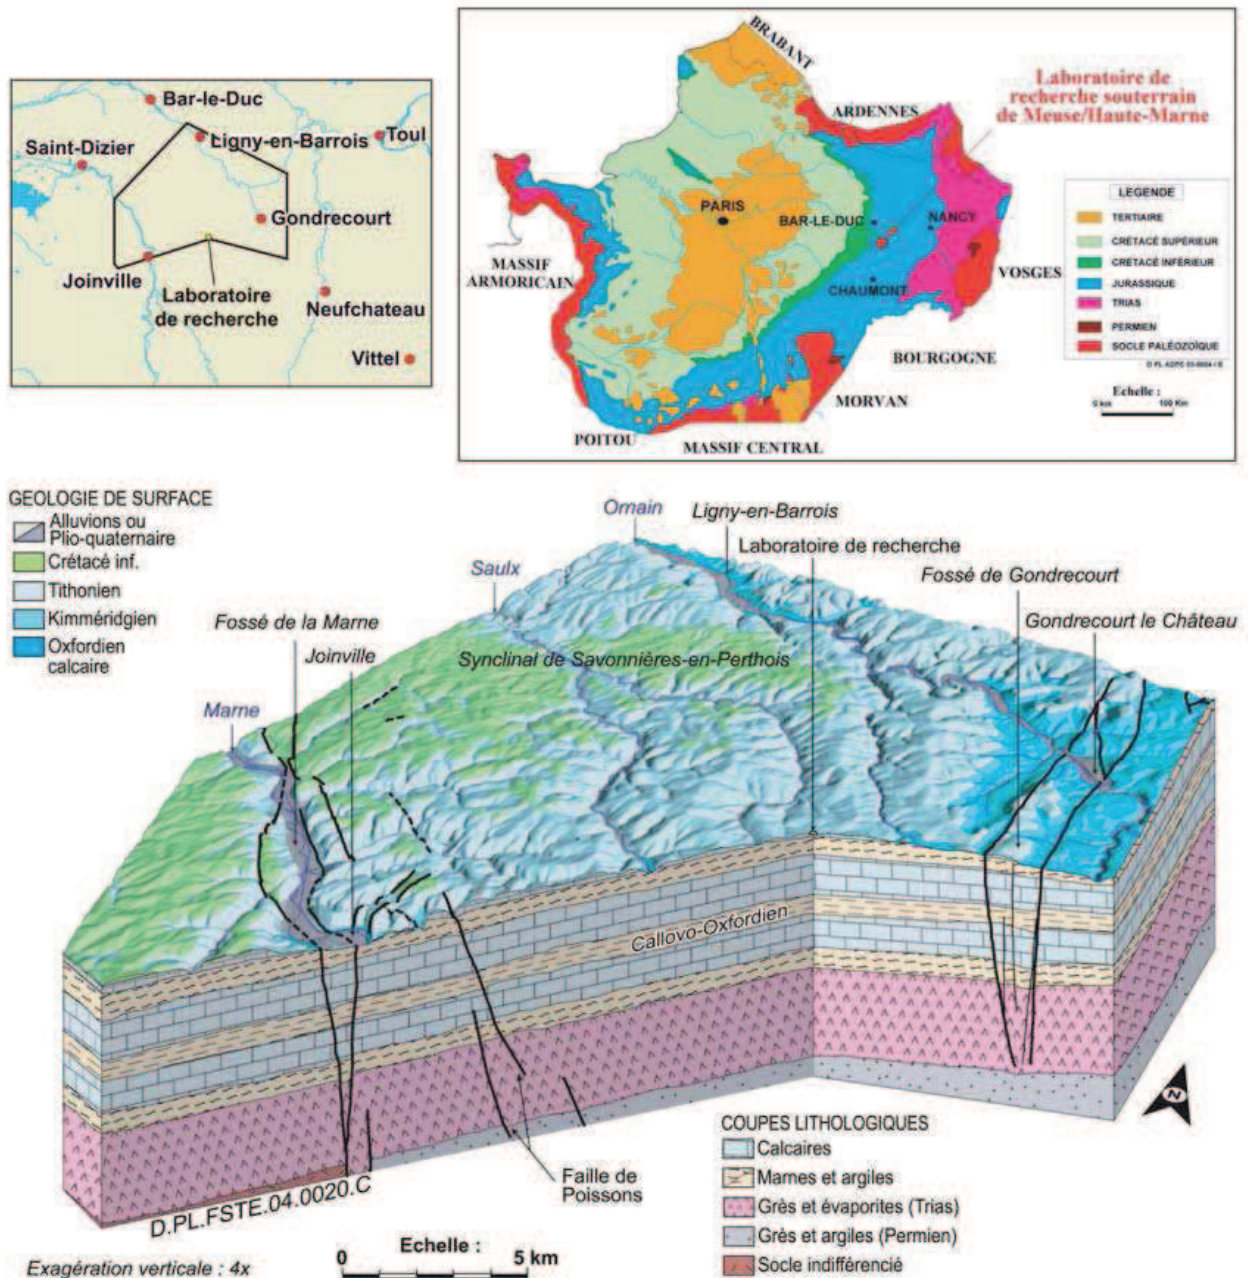 Bar-le-Duc
Ligny-en-Barrois
Toul
Saint-Dizier
Gondrecourt
Joinville
Laboratoire
de recherche
Neufchateau
Vittel
BRABANT
Laboratoire de
recherche souterrain
de Meuse/Haute-Marne
ARDENNES
PARIS
BAR-LE-DUC
NANCY
CHAUMONT
MASSIF
ARMORICAIN
VOSGES
BOURGOGNE
MORVAN
POITOU
MASSIF CENTRAL
LEGENDE
TERTIAIRE
CRÉTACÉ SUPÉRIEUR
CRÉTACÉ INFÉRIEUR
JURASSIQUE
TRIAS
PERMIEN
SOCLE PALÉOZOÏQUE
Echelle :
0 km 100 Km
GEOLOGIE DE SURFACE
Alluvions ou
Plio-quaternaire
Crétacé inf.
Tithonien
Kimméridgien
Oxfordien
calcaire
Ornain
Ligny-en-Barrois
Laboratoire de recherche
Saulx
Fossé de Gondrecourt
Fossé de la Marne
Gondrecourt le Château
Joinville
Synclinal de Savonnières-en-Perthois
Marne
Callovo-Oxfordien
N
Faille de
Poissons
D.PL.FSTE.04.0020.C
COUPES LITHOLOGIQUES
Calcaires
Marnes et argiles
Grès et évaporites (Trias)
Grès et argiles (Permien)
Socle indifférencié
Echelle :
0 5 km
Exagération verticale : 4x